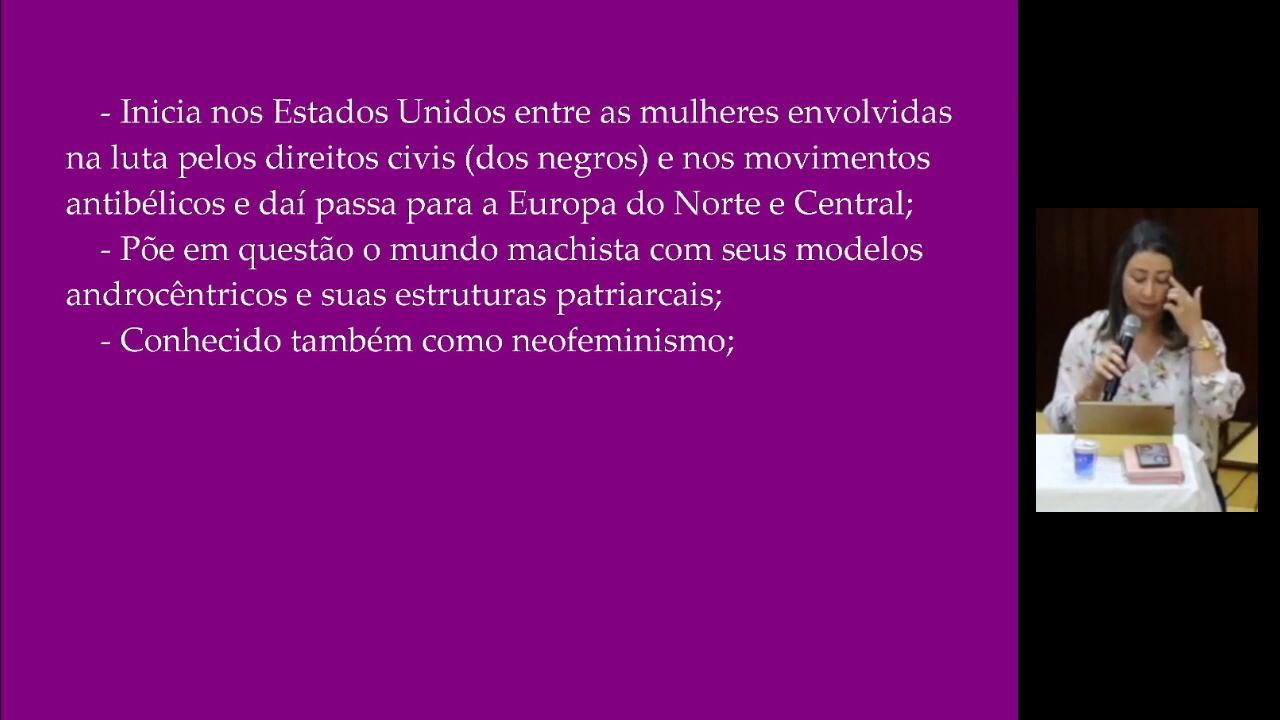 - Inicia nos Estados Unidos entre as mulheres envolvidas
na luta pelos direitos civis (dos negros) e nos movimentos
antibélicos e daí passa para a Europa do Norte e Central;
- Põe em questão o mundo machista com seus modelos
androcêntricos e suas estruturas patriarcais;
- Conhecido também como neofeminismo;